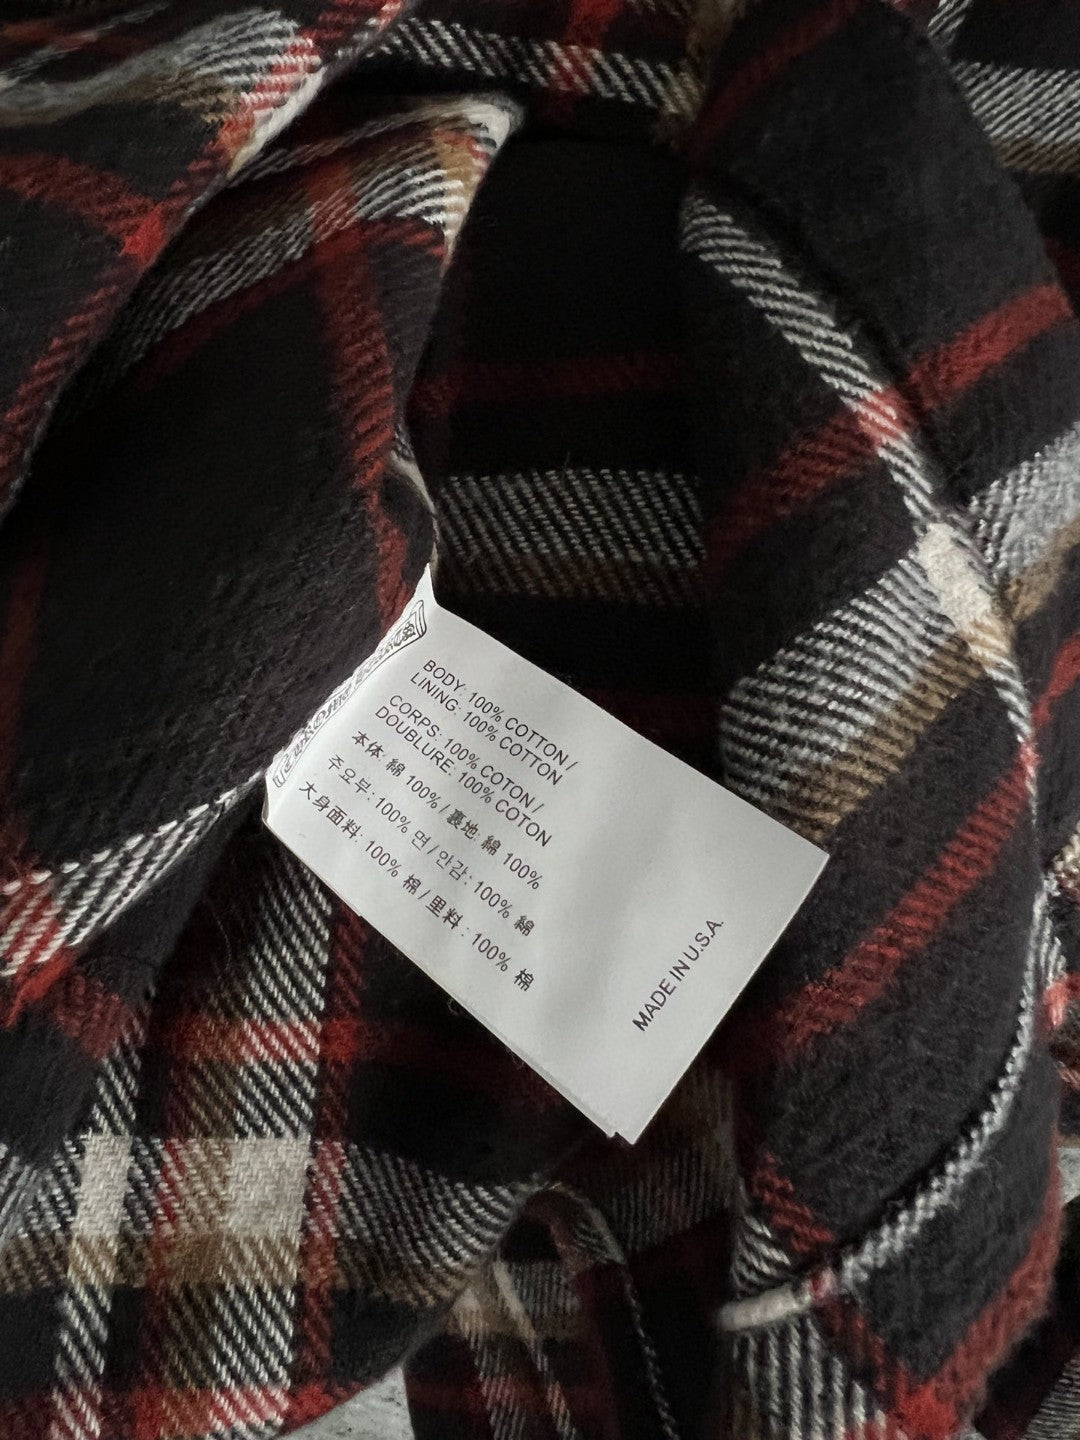 BODY: 100% COTTON /
LINING: 100% COTTON
CORPS: 100% COTON /
DOUBLURE: 100% COTON
本体: 綿 100% / 裏地: 綿 100%
주요부: 100% 면 / 안감: 100% 綿
大身面料: 100% 棉 / 里料: 100% 棉
MADE IN U.S.A.